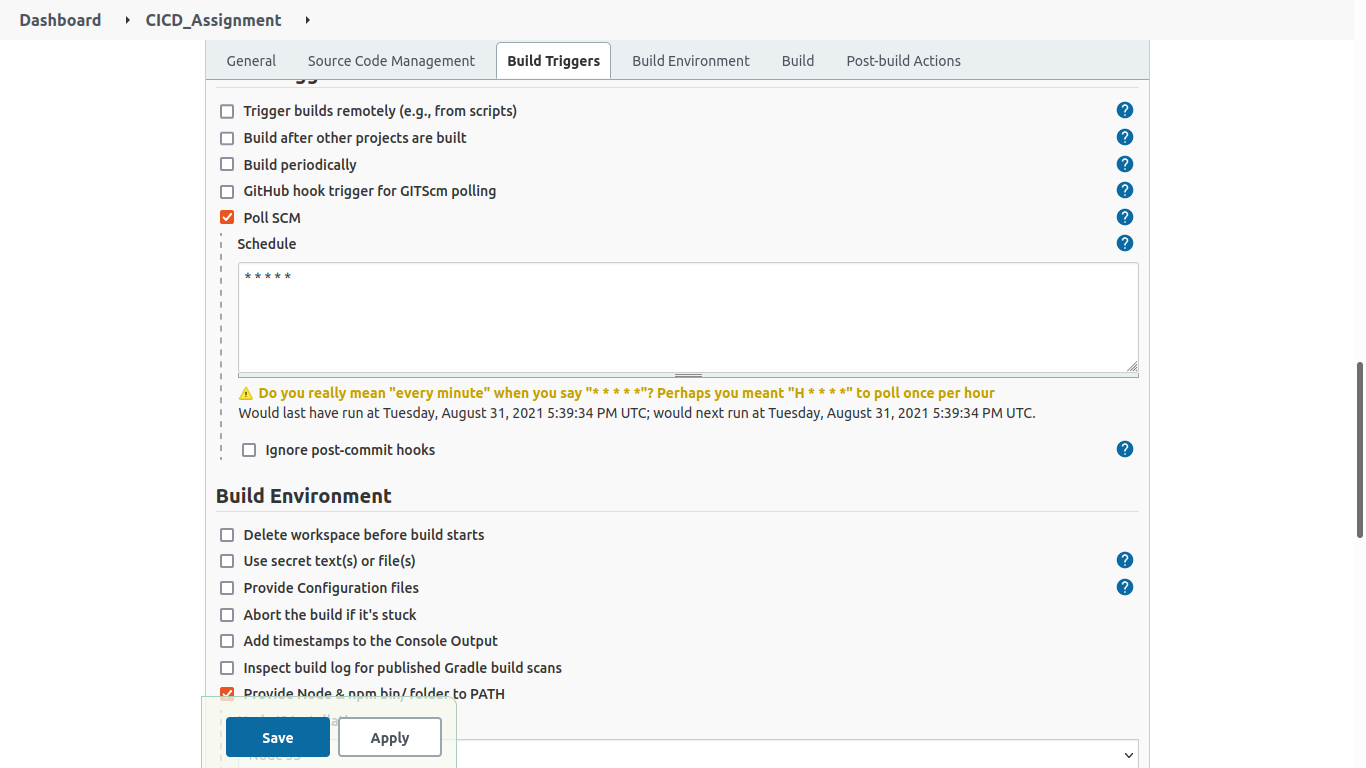 Dashboard CICD_Assignment
General Source Code Management Build Triggers Build Environment Build Post-build Actions
Trigger builds remotely (e.g., from scripts)
Build after other projects are built
Build periodically
GitHub hook trigger for GITScm polling
Poll SCM
Schedule
* * * * *
Do you really mean "every minute" when you say "* * * * *"? Perhaps you meant "H * * * *" to poll once per hour
Would last have run at Tuesday, August 31, 2021 5:39:34 PM UTC; would next run at Tuesday, August 31, 2021 5:39:34 PM UTC.
Ignore post-commit hooks
Build Environment
Delete workspace before build starts
Use secret text(s) or file(s)
Provide Configuration files
Abort the build if it's stuck
Add timestamps to the Console Output
Inspect build log for published Gradle build scans
Provide Node & npm bin/ folder to PATH
Save Apply